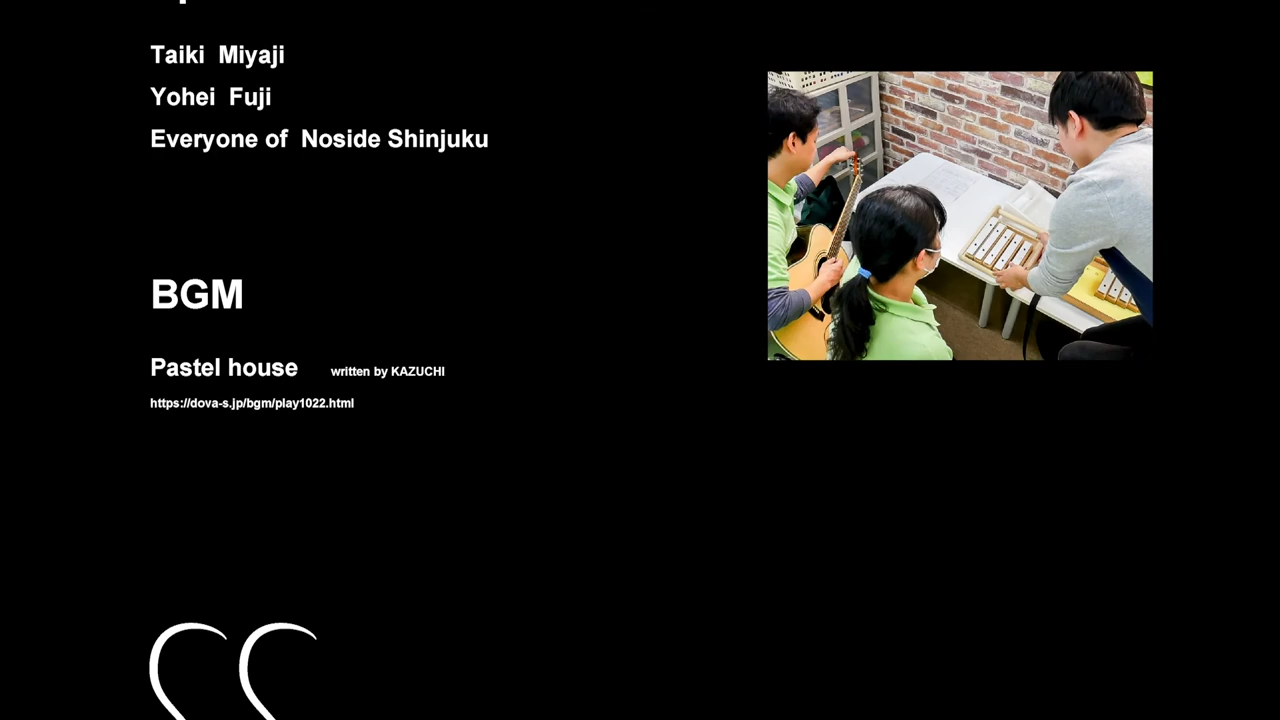 Taiki Miyaji
Yohei Fuji
Everyone of Noside Shinjuku
BGM
Pastel house written by KAZUCHI
https://dova-s.jp/bgm/play1022.html